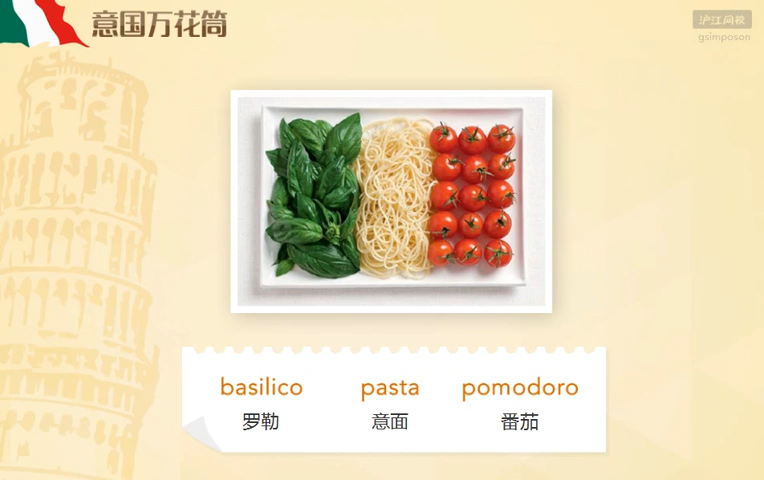 意国万花筒
沪江网校
gsimposon
basilico pasta pomodoro
罗勒 意面 番茄